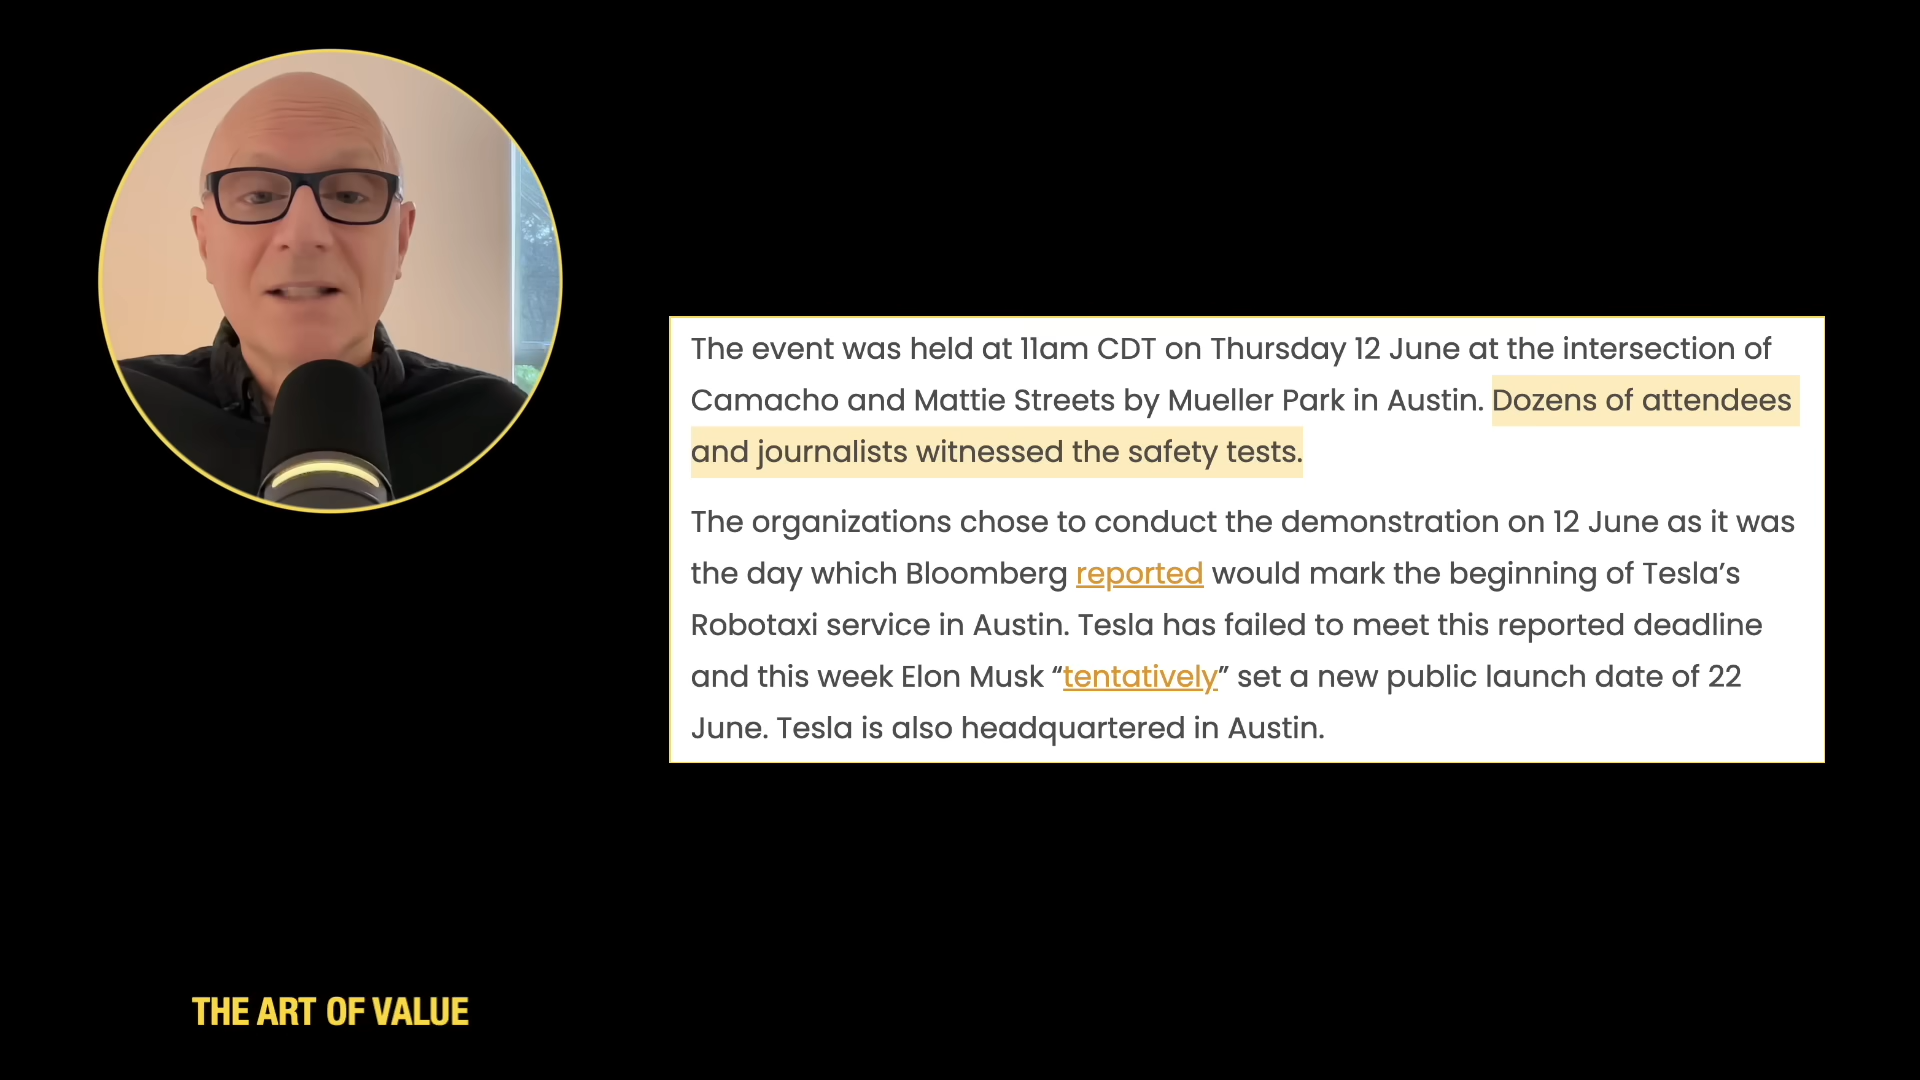 The event was held at 11am CDT on Thursday 12 June at the intersection of
Camacho and Mattie Streets by Mueller Park in Austin. Dozens of attendees
and journalists witnessed the safety tests.
The organizations chose to conduct the demonstration on 12 June as it was
the day which Bloomberg reported would mark the beginning of Tesla’s
Robotaxi service in Austin. Tesla has failed to meet this reported deadline
and this week Elon Musk “tentatively” set a new public launch date of 22
June. Tesla is also headquartered in Austin.
THE ART OF VALUE